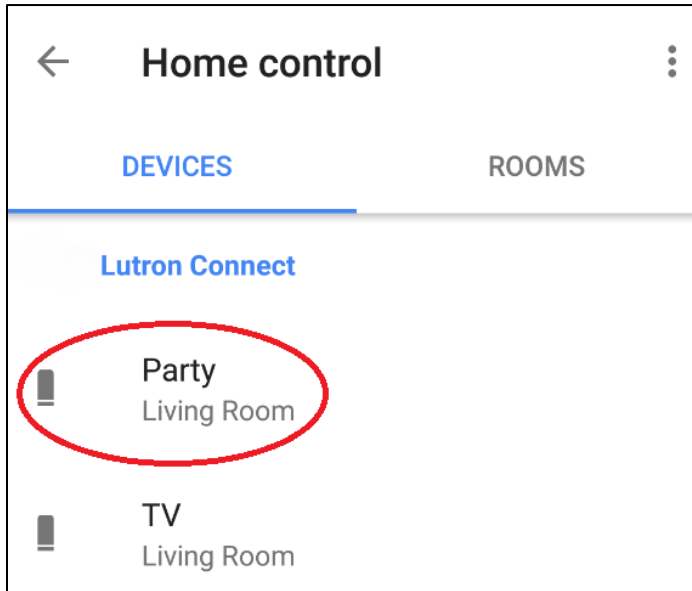 Home control
DEVICES
ROOMS
Lutron Connect
Party
Living Room
TV
Living Room